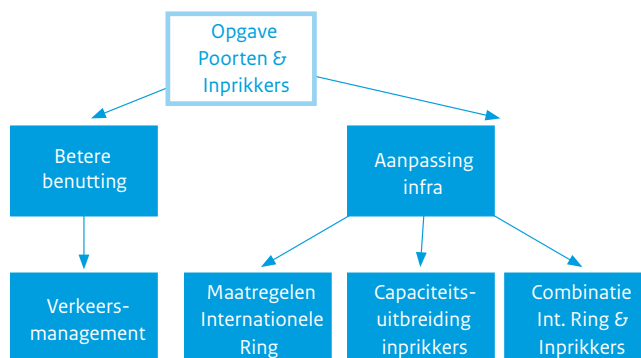 Opgave
Poorten &
Inprikkers
Betere
benutting
Aanpassing
infra
Verkeers-
management
Maatregelen
Internationele
Ring
Capaciteits-
uitbreiding
inprikkers
Combinatie
Int. Ring &
Inprikkers